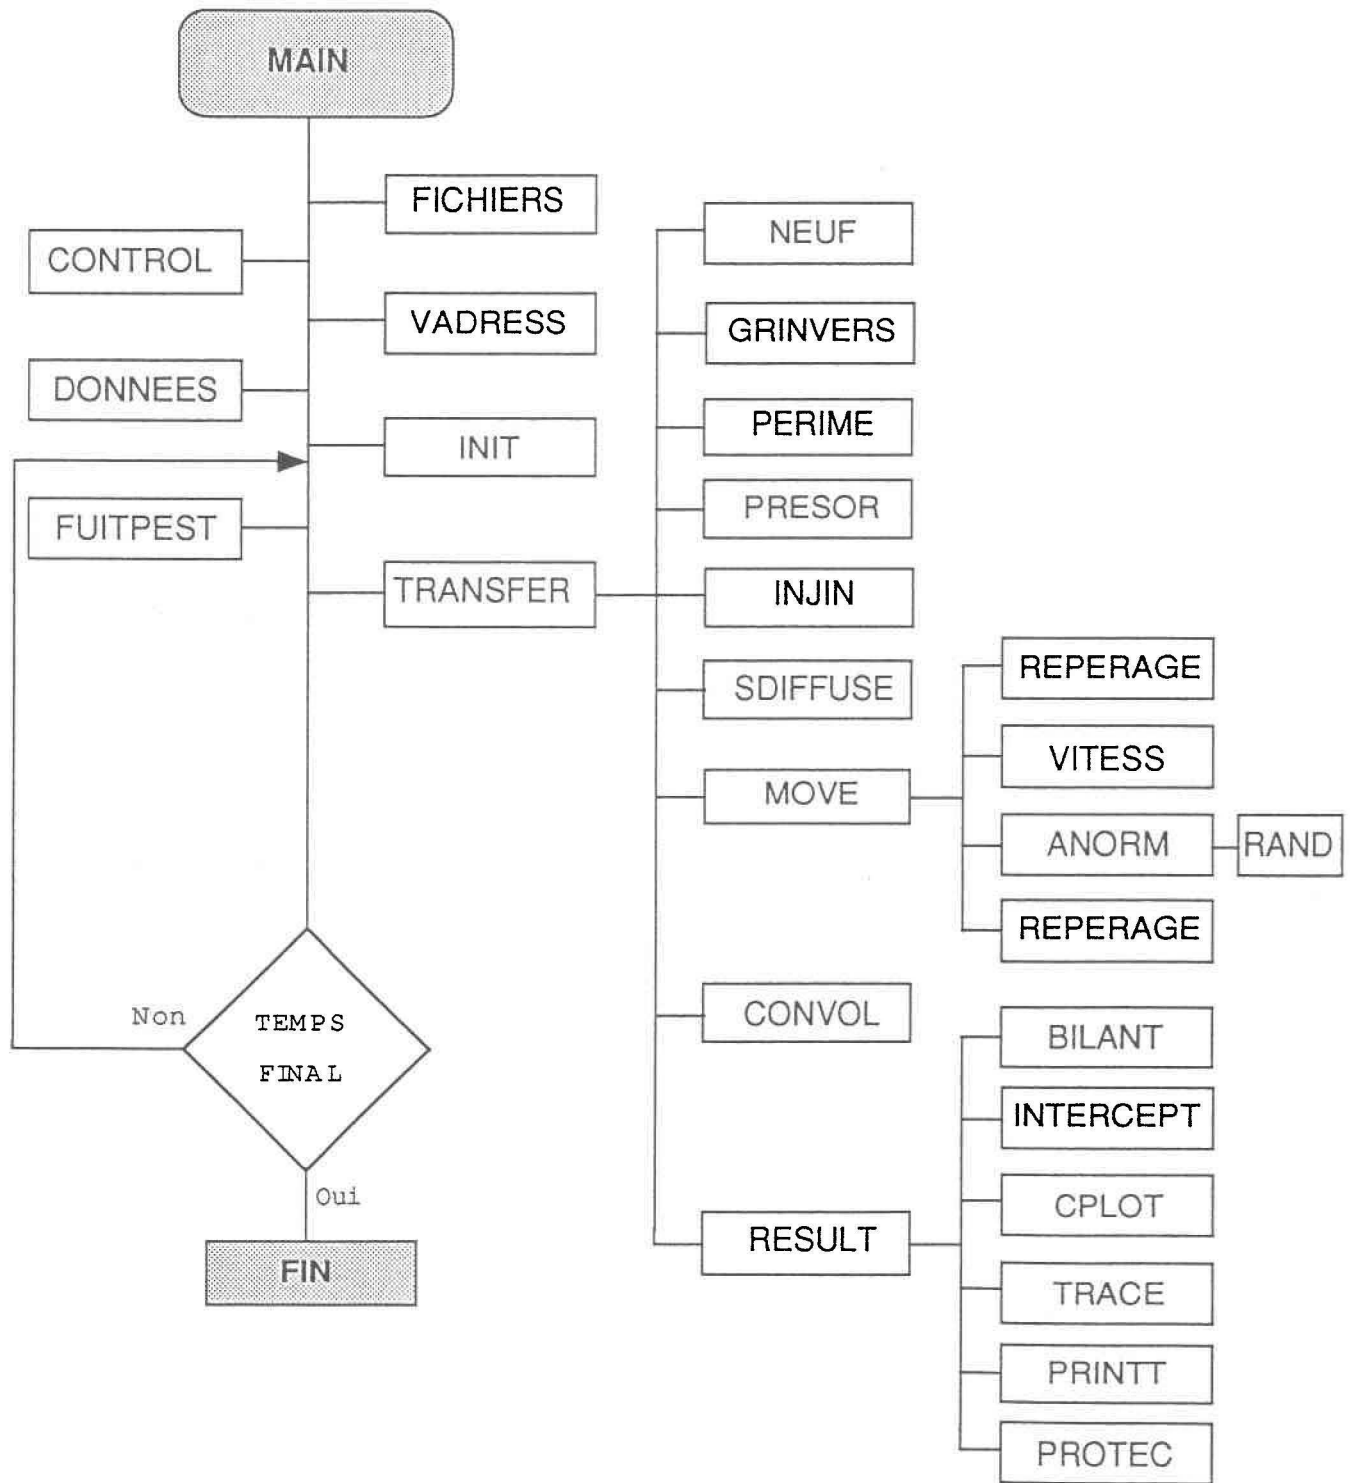 MAIN
FICHIERS
CONTROL
VADRESS
DONNEES
INIT
FUITPEST
TRANSFER
NEUF
GRINVERS
PERIME
PRESOR
INJIN
SDIFFUSE
MOVE
REPERAGE
VITESS
ANORM
RAND
REPERAGE
CONVOL
RESULT
BILANT
INTERCEPT
CPLOT
TRACE
PRINTT
PROTEC
Non
TEMPS
FINAL
Oui
FIN